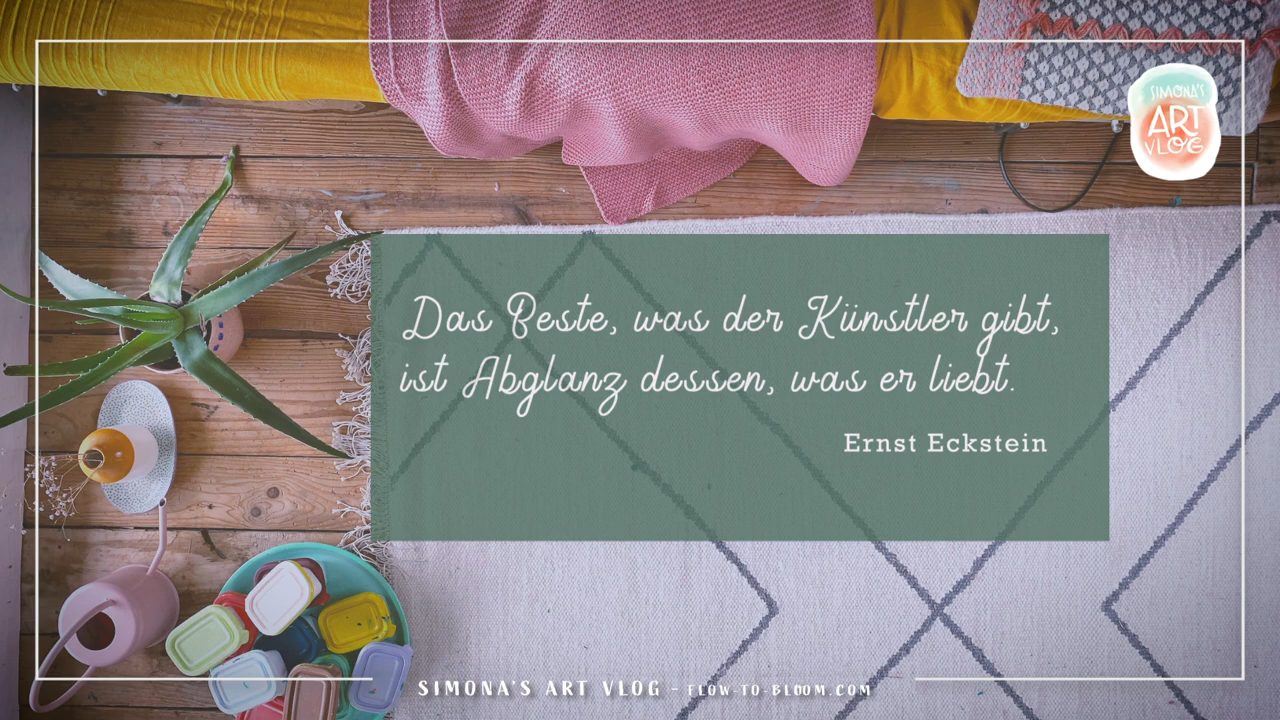 SIMONA'S
ART
VLOG
Das Beste, was der Künstler gibt,
ist Abglanz dessen, was er liebt.
Ernst Eckstein
SIMONA'S ART VLOG - FLOW-TO-BLOOM.COM